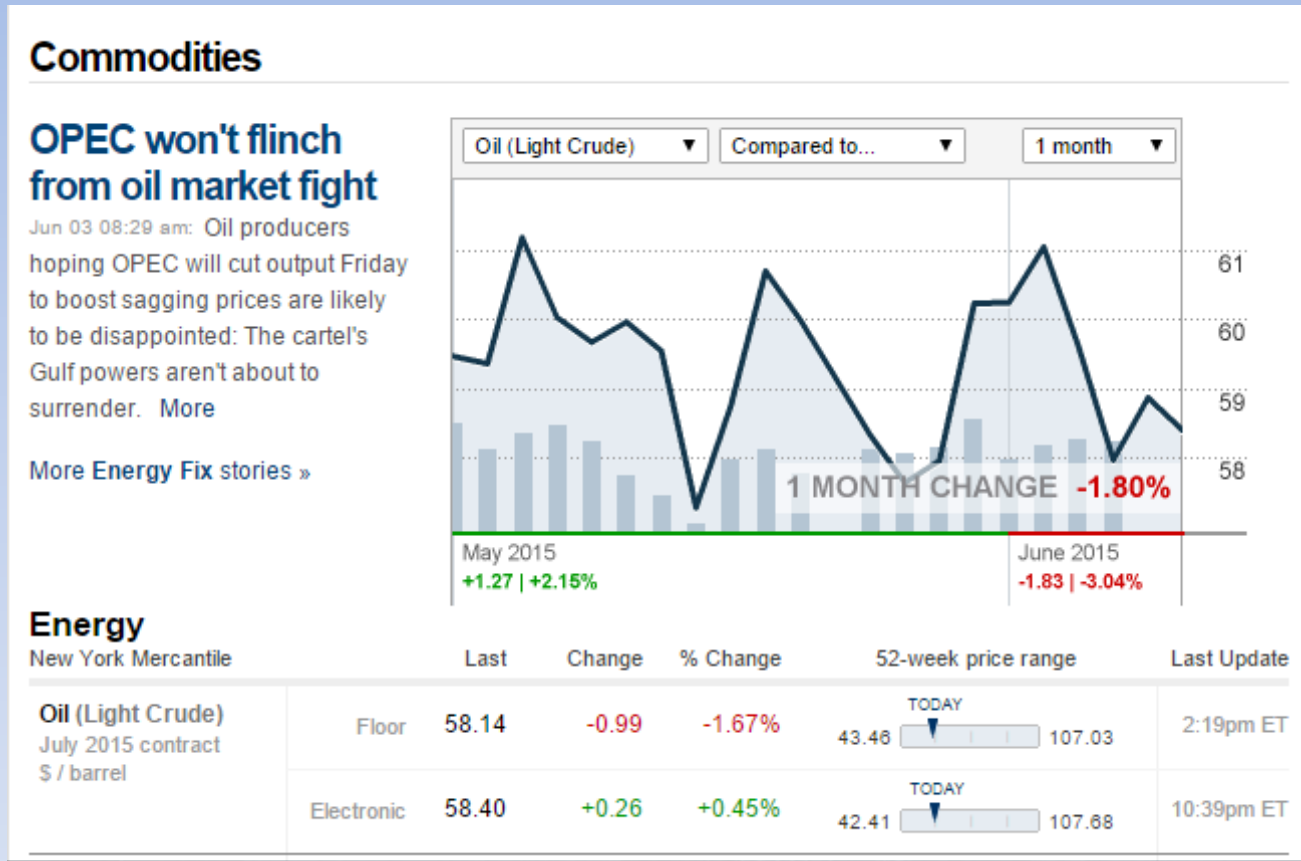 Commodities
OPEC won't flinch
from oil market fight
Jun 03 08:29 am: Oil producers
hoping OPEC will cut output Friday
to boost sagging prices are likely
to be disappointed: The cartel's
Gulf powers aren't about to
surrender. More
More Energy Fix stories »
Oil (Light Crude) ▼ Compared to... ▼ 1 month ▼
61
60
59
58
1 MONTH CHANGE -1.80%
May 2015 June 2015
+1.27 | +2.15% -1.83 | -3.04%
Energy
New York Mercantile Last Change % Change 52-week price range Last Update
Oil (Light Crude)
July 2015 contract
$ / barrel
Floor 58.14 -0.99 -1.67% 43.46 TODAY 107.03 2:19pm ET
Electronic 58.40 +0.26 +0.45% 42.41 TODAY 107.68 10:39pm ET